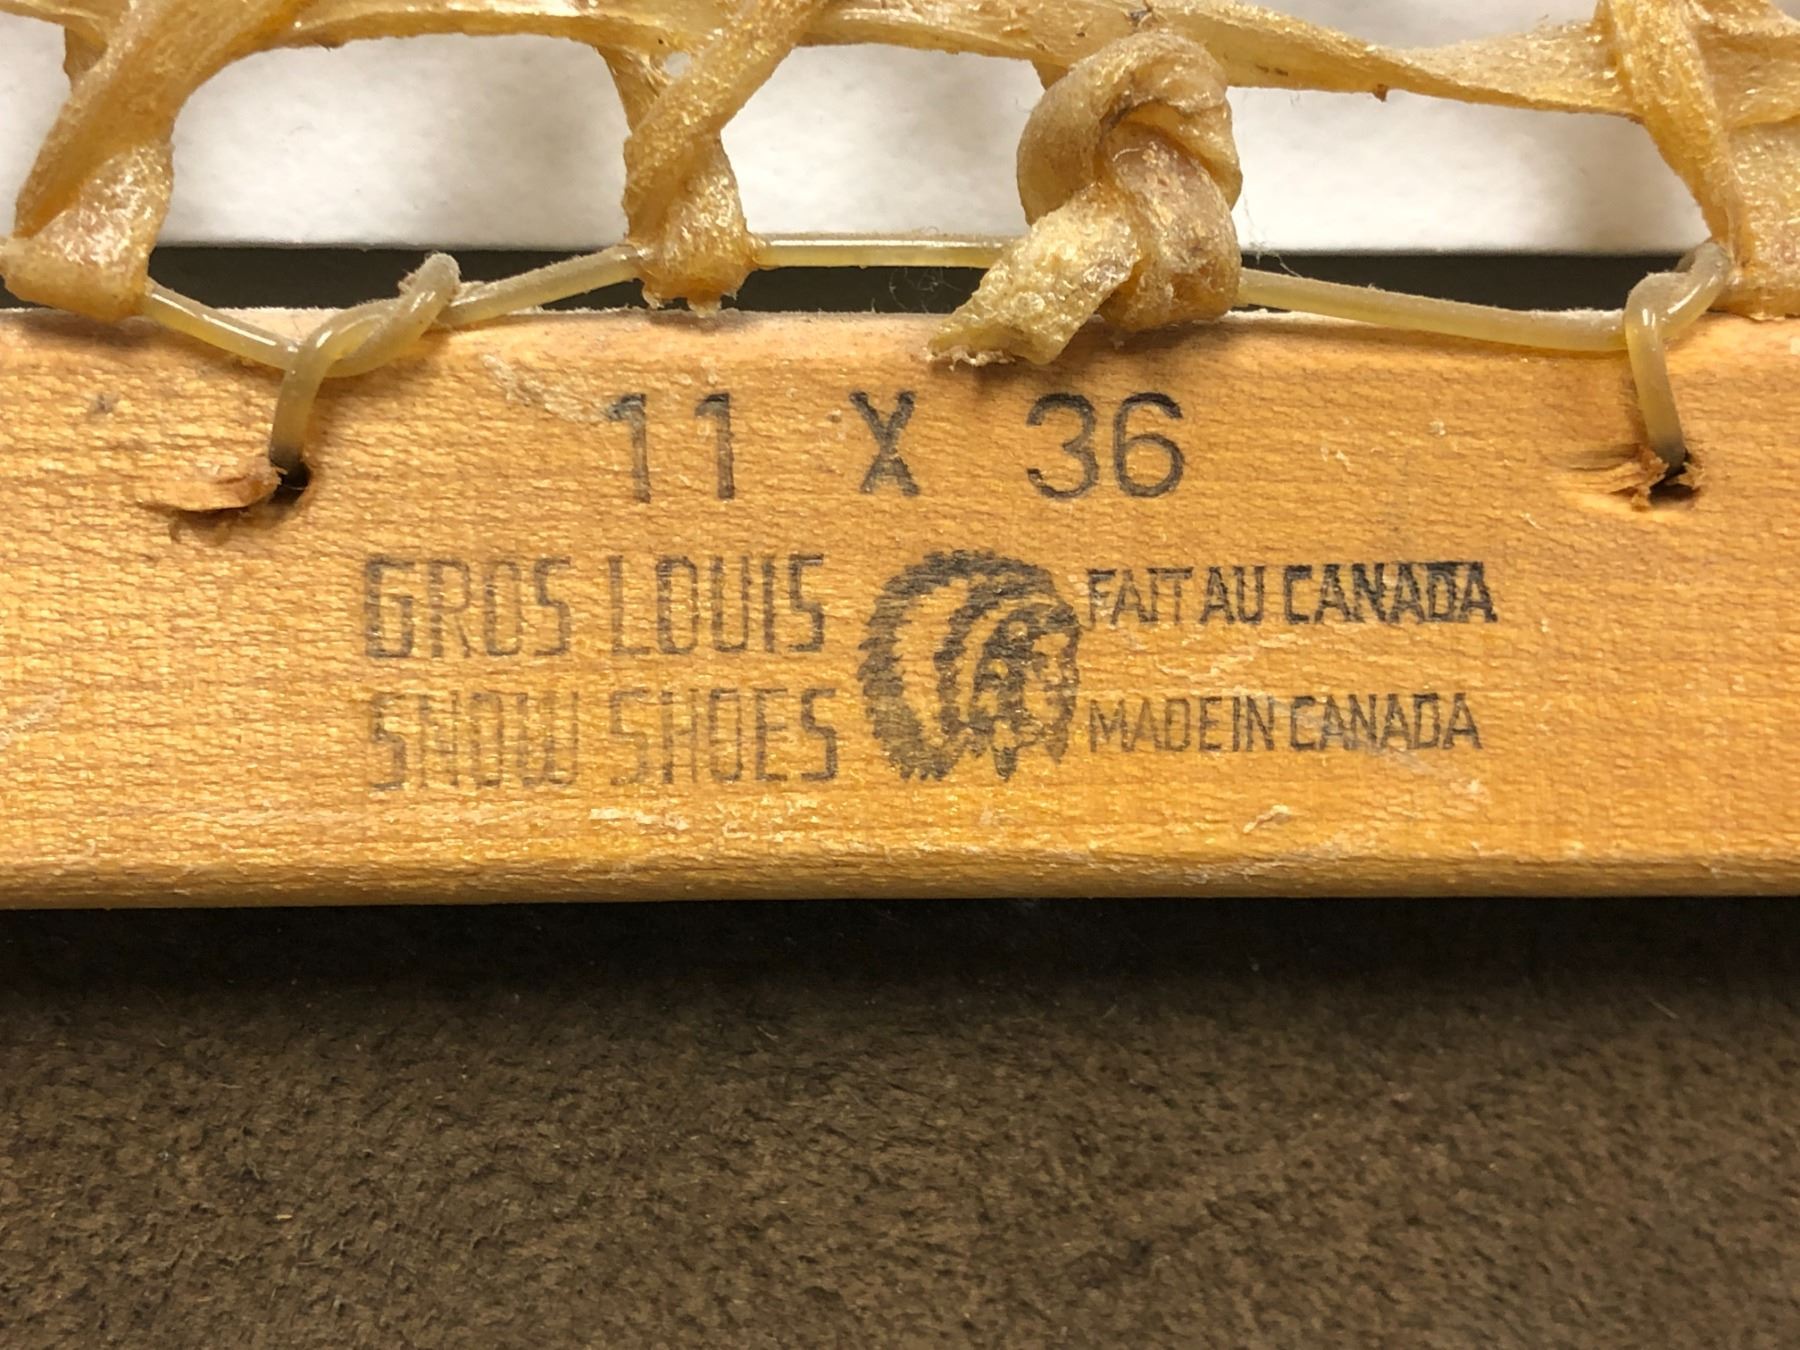 11 X 36
GROS LOUIS
SNOW SHOES
FAIT AU CANADA
MADE IN CANADA